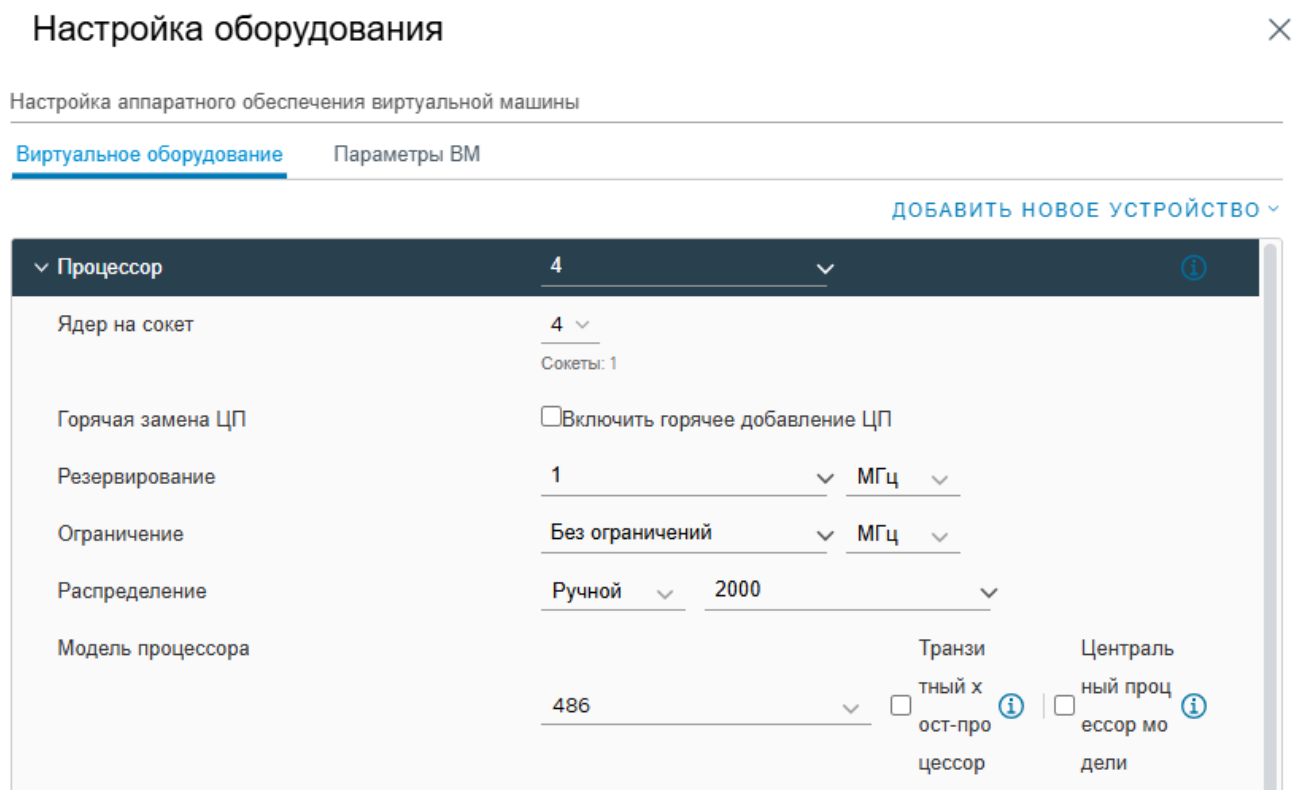 Настройка оборудования
Настройка аппаратного обеспечения виртуальной машины
Виртуальное оборудование Параметры ВМ
ДОБАВИТЬ НОВОЕ УСТРОЙСТВО
Процессор 4
Ядер на сокет 4
Сокеты: 1
Горячая замена ЦП Включить горячее добавление ЦП
Резервирование 1 МГц
Ограничение Без ограничений МГц
Распределение Ручной 2000
Модель процессора 486
Транзи
тный х
ост-про
цессор
Централь
ный проц
ессор мо
дели